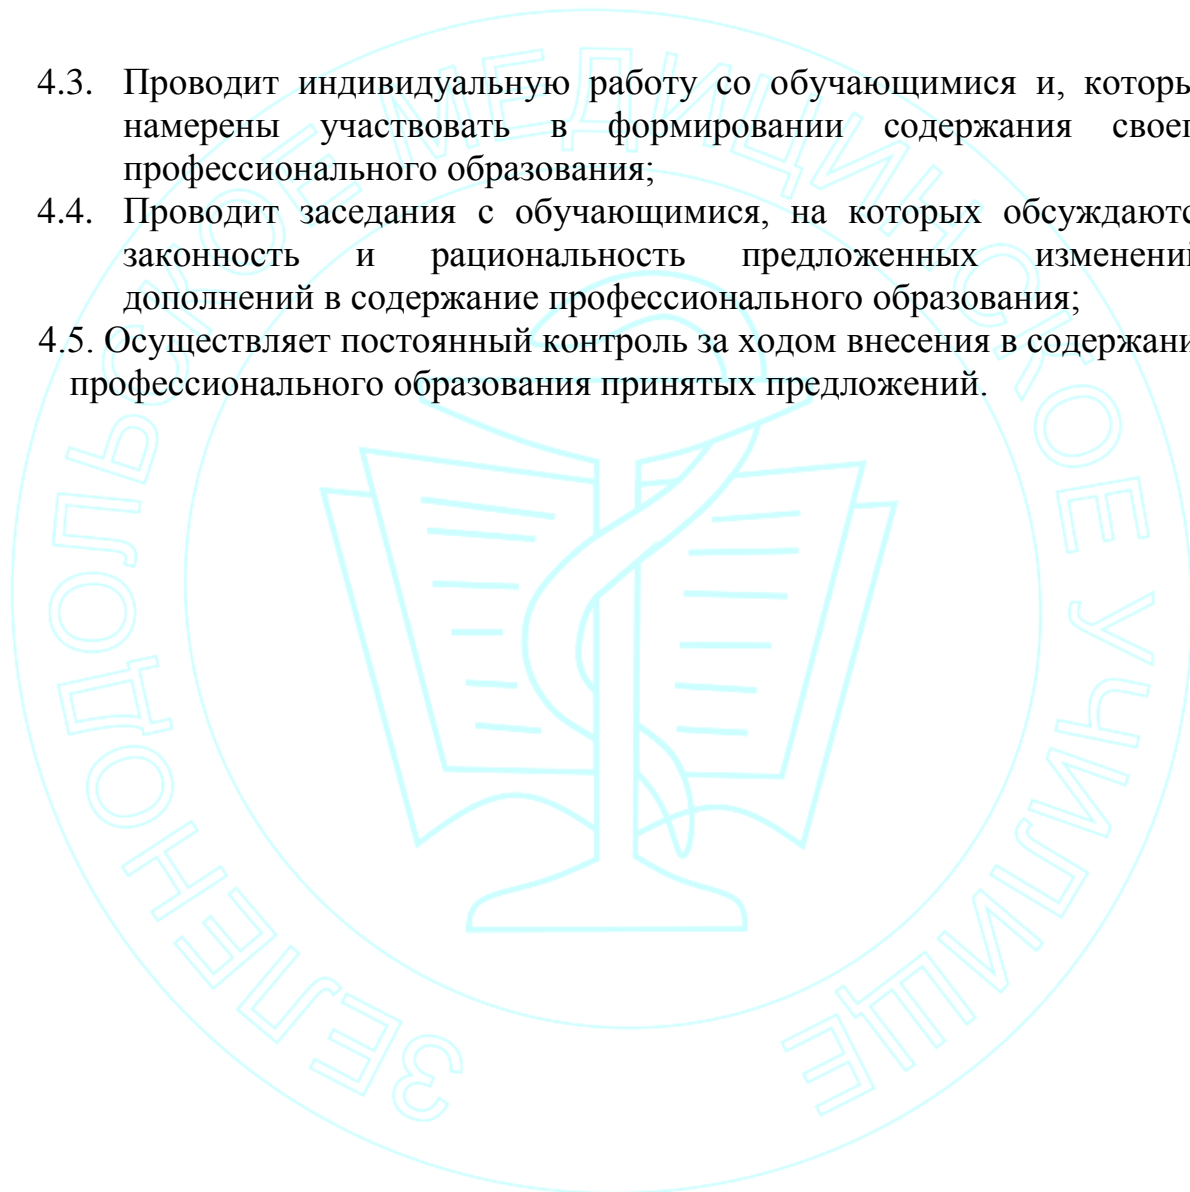 4.3. Проводит индивидуальную работу со обучающимися и, которы
намерены участвовать в формировании содержания своег
профессионального образования;
4.4. Проводит заседания с обучающимися, на которых обсуждаютс
законность и рациональность предложенных изменений
дополнений в содержание профессионального образования;
4.5. Осуществляет постоянный контроль за ходом внесения в содержани
профессионального образования принятых предложений.
ЗЕЛЕНОДОЛЬСКОЕ МЕДИЦИНСКОЕ УЧИЛИЩЕ